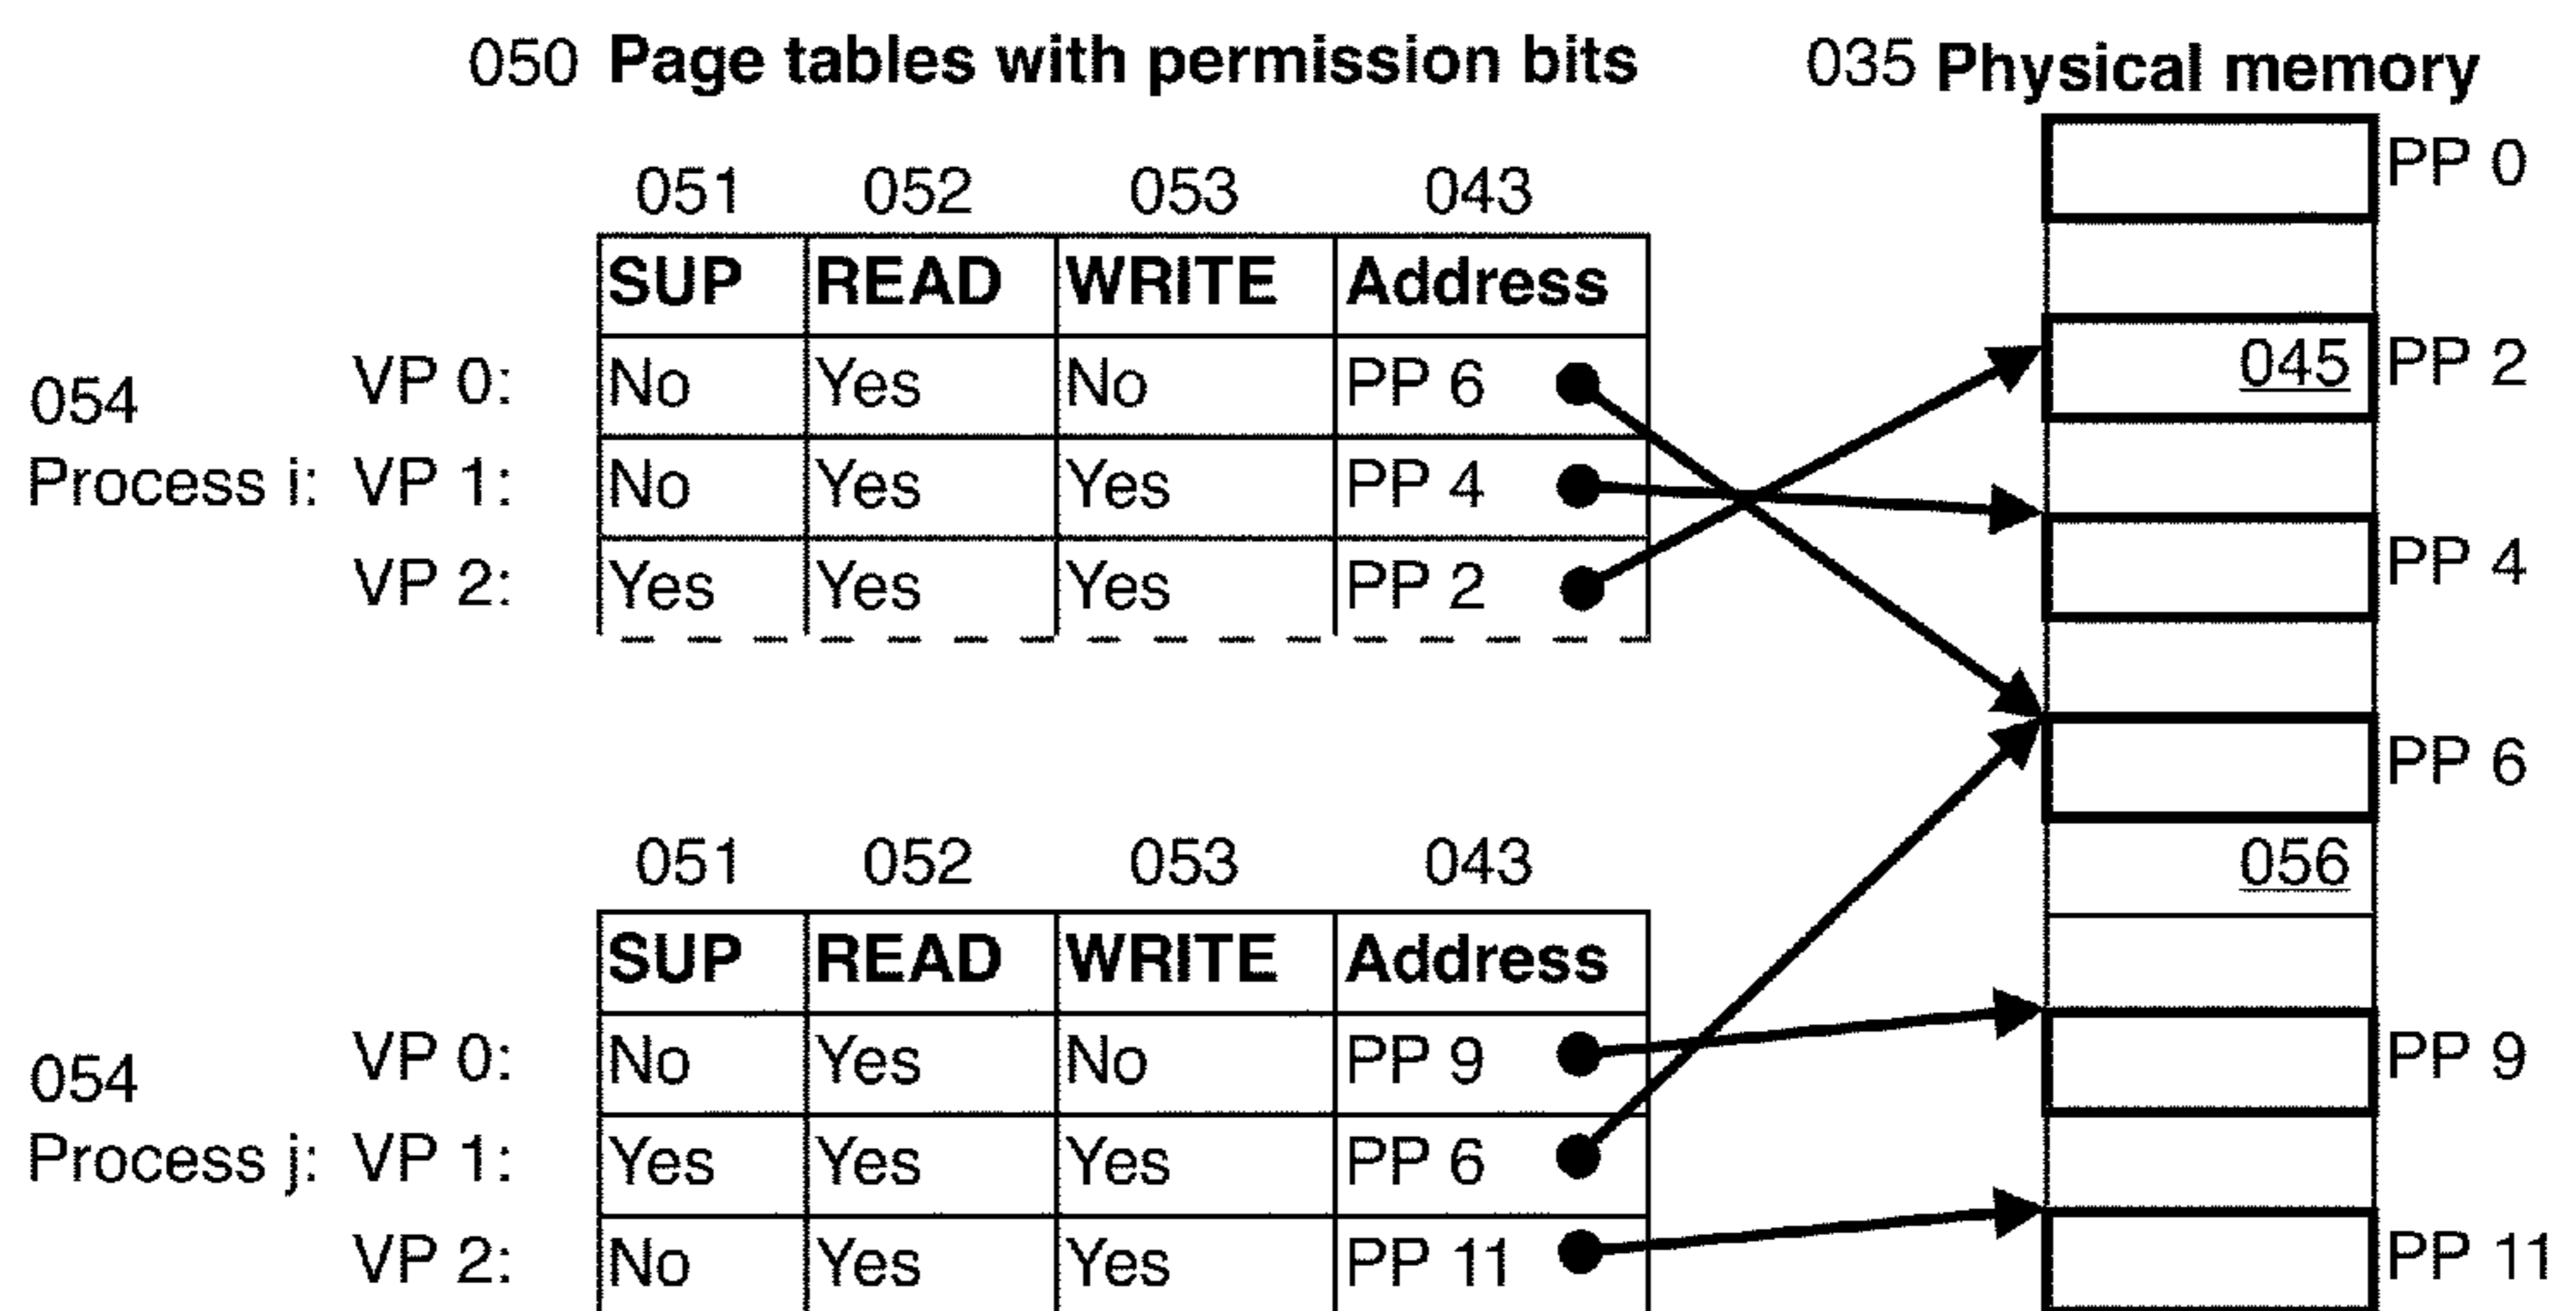 050 Page tables with permission bits
035 Physical memory
PP 0
051 052 053 043
SUP READ WRITE Address
VP 0: No Yes No PP 6
045 PP 2
054
Process i: VP 1: No Yes Yes PP 4
VP 2: Yes Yes Yes PP 2
PP 4
PP 6
051 052 053 043
056
SUP READ WRITE Address
VP 0: No Yes No PP 9
PP 9
054
Process j: VP 1: Yes Yes Yes PP 6
VP 2: No Yes Yes PP 11
PP 11